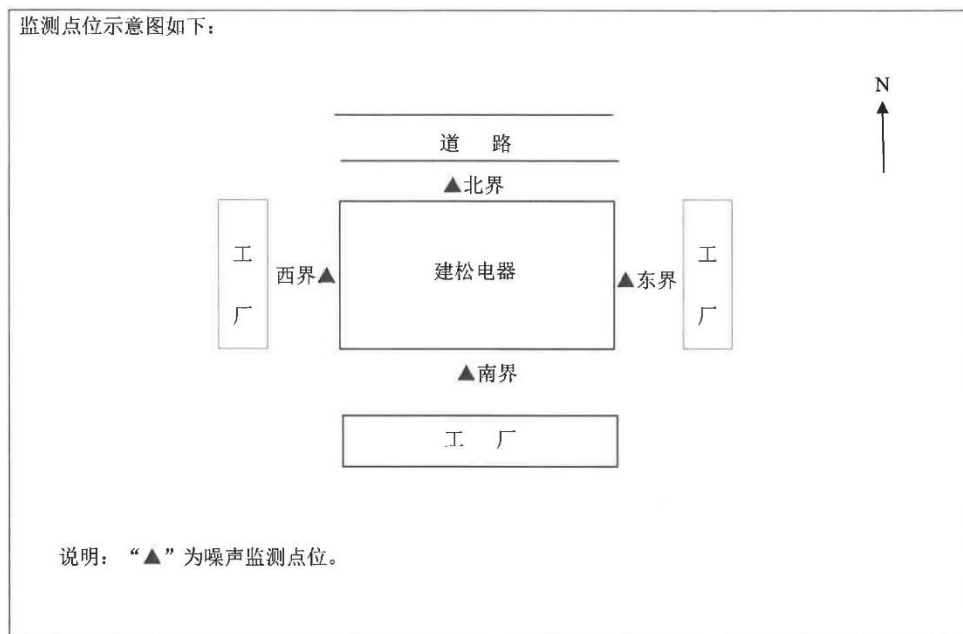 监测点位示意图如下：
N
道 路
▲北界
工厂
西界▲
建松电器
▲东界
工厂
▲南界
工 厂
说明：“▲”为噪声监测点位。